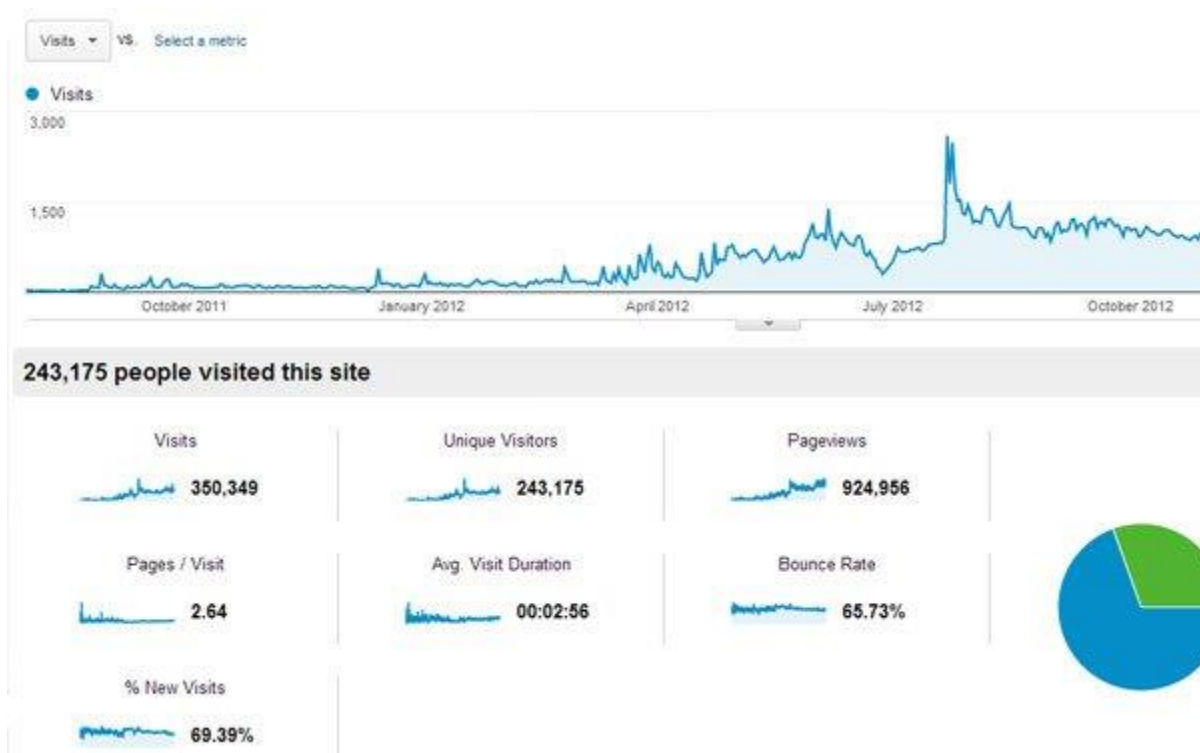 Visits vs. Select a metric
Visits
3,000
1,500
October 2011 January 2012 April 2012 July 2012 October 2012
243,175 people visited this site
Visits Unique Visitors Pageviews
350,349 243,175 924,956
Pages / Visit Avg. Visit Duration Bounce Rate
2.64 00:02:56 65.73%
% New Visits
69.39%